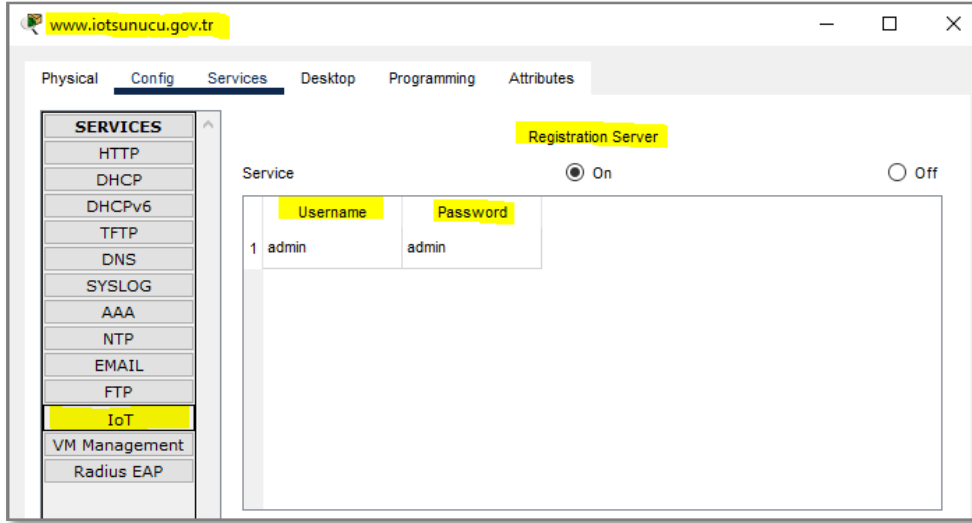 www.iotsunucu.gov.tr
Physical Config Services Desktop Programming Attributes
SERVICES
HTTP
DHCP
DHCPv6
TFTP
DNS
SYSLOG
AAA
NTP
EMAIL
FTP
IoT
VM Management
Radius EAP
Registration Server
Service On Off
Username Password
1 admin admin